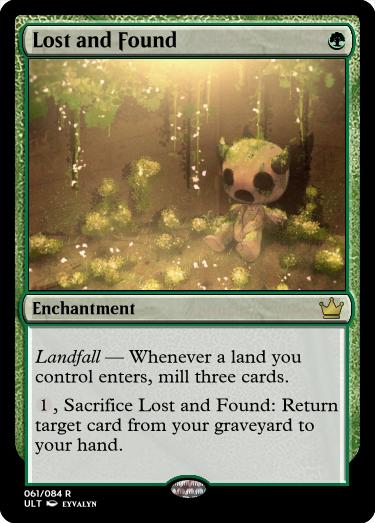 Lost and Found
Enchantment
Landfall — Whenever a land you
control enters, mill three cards.
1, Sacrifice Lost and Found: Return
target card from your graveyard to
your hand.
061/084 R
ULT EYVALYN